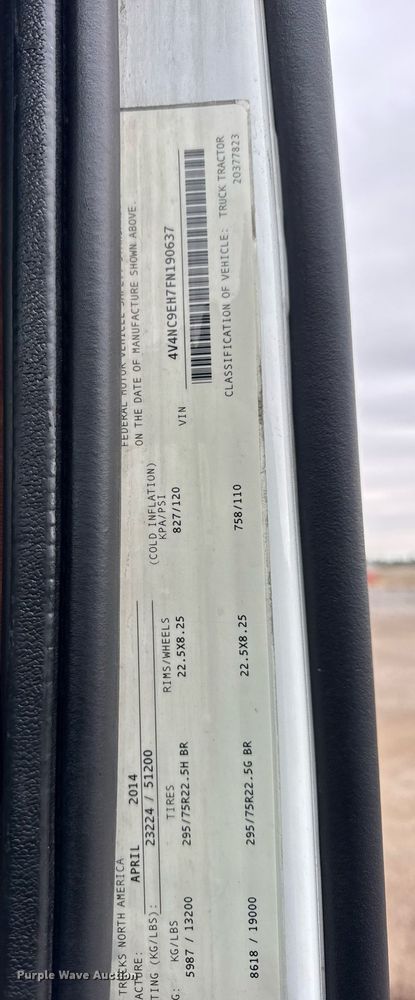 TRUCKS NORTH AMERICA
ACTURE: APRIL 2014
TING (KG/LBS): 23224 / 51200
G: KG/LBS TIRES RIMS/WHEELS (COLD INFLATION) KPA/PSI
5987 / 13200 295/75R22.5H BR 22.5X8.25 827/120
8618 / 19000 295/75R22.5G BR 22.5X8.25 758/110
FEDERAL MOTOR VEHICLE
ON THE DATE OF MANUFACTURE SHOWN ABOVE.
VIN 4V4NC9EH7FN190637
CLASSIFICATION OF VEHICLE: TRUCK TRACTOR
20377823
Purple Wave Auction